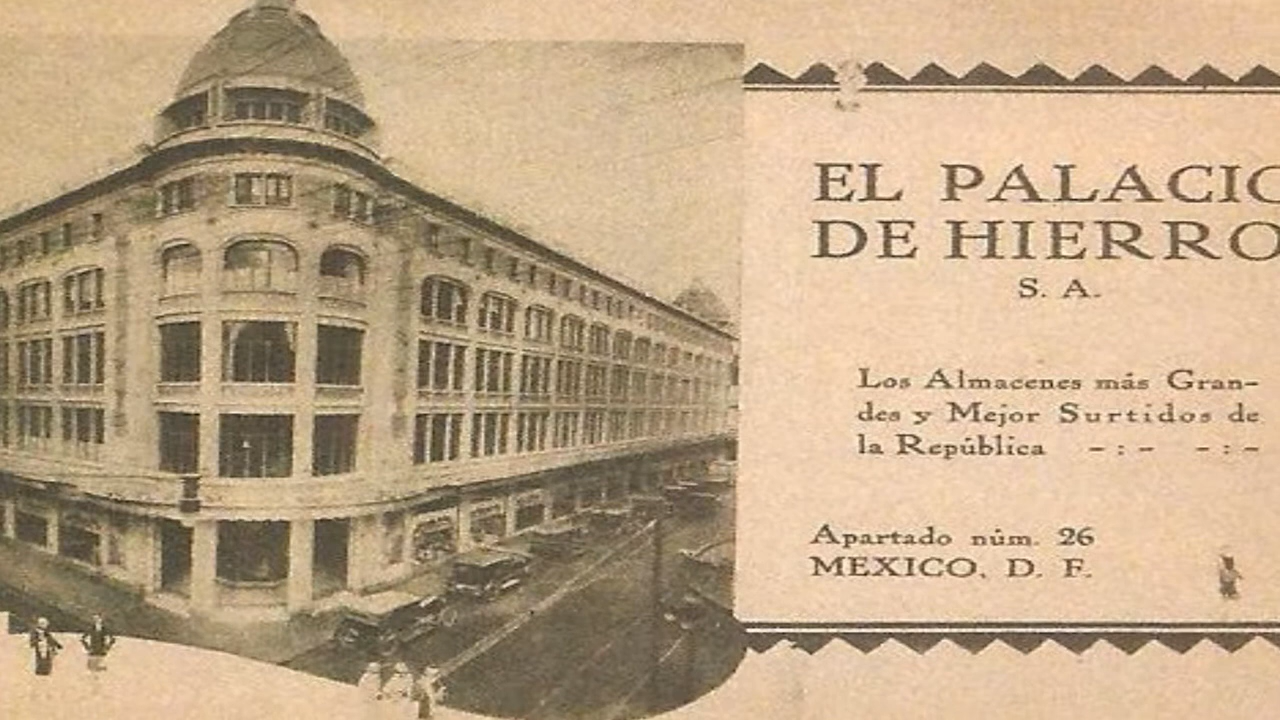 EL PALACIO
DE HIERRO
S. A.
Los Almacenes más Gran-
des y Mejor Surtidos de
la República -:- -:-
Apartado núm. 26
MEXICO, D. F.